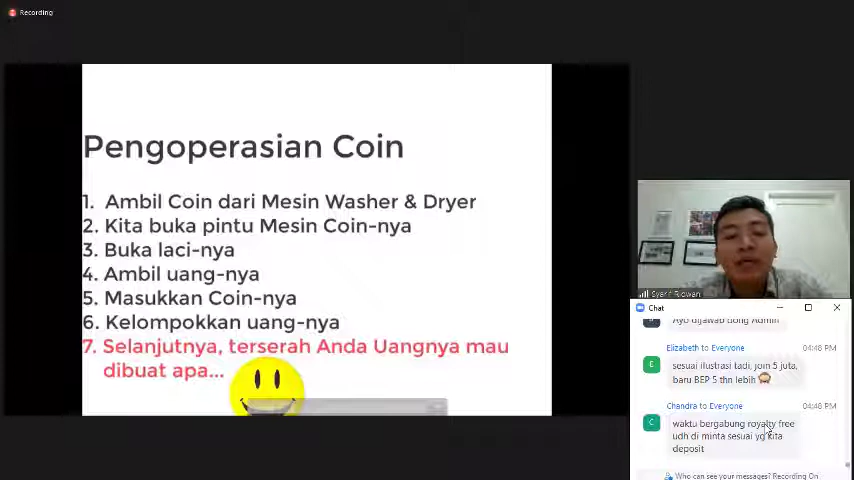 Recording
Pengoperasian Coin
1. Ambil Coin dari Mesin Washer & Dryer
2. Kita buka pintu Mesin Coin-nya
3. Buka laci-nya
4. Ambil uang-nya
5. Masukkan Coin-nya
6. Kelompokkan uang-nya
7. Selanjutnya, terserah Anda Uangnya mau
dibuat apa...
Syarif Ridwan
Chat
Ayo dijawab dong Admin
Elizabeth to Everyone 04:48 PM
E
sesuai ilustrasi tadi, join 5 juta,
baru BEP 5 thn lebih
Chandra to Everyone 04:48 PM
C
waktu bergabung royalty free
udh di minta sesuai yg kita
deposit
Who can see your messages? Recording On